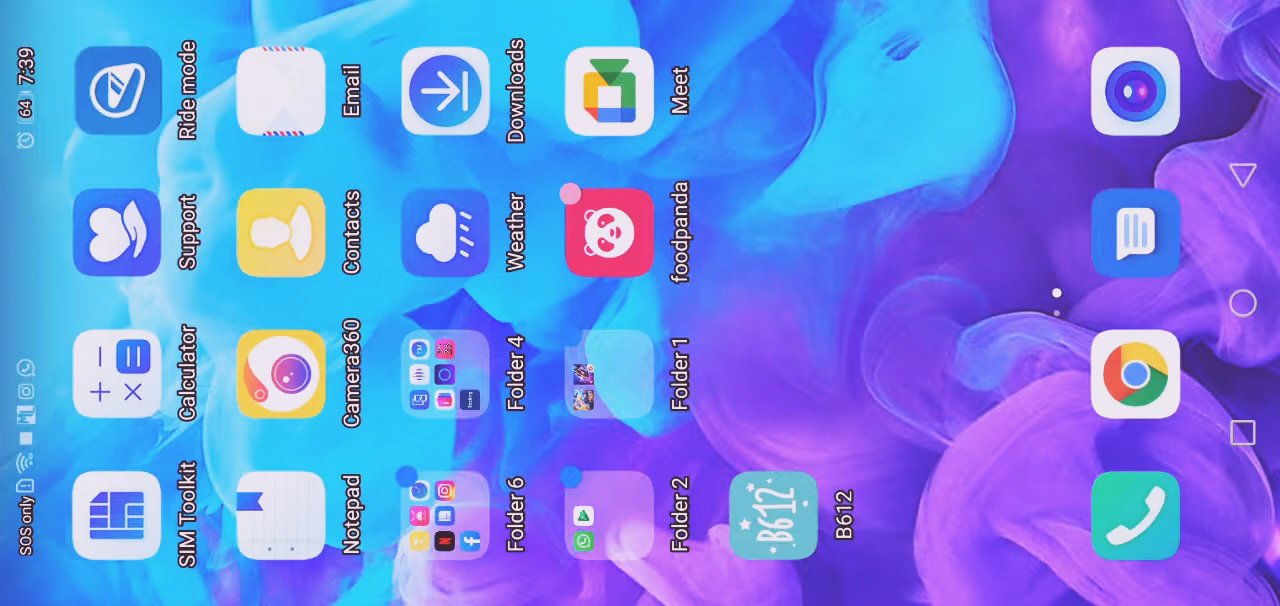 SOS only 64 7:39
SIM Toolkit Calculator Support Ride mode
Notepad Camera360 Contacts Email
Folder 6 Folder 4 Weather Downloads
Folder 2 Folder 1 foodpanda Meet
B612
B612